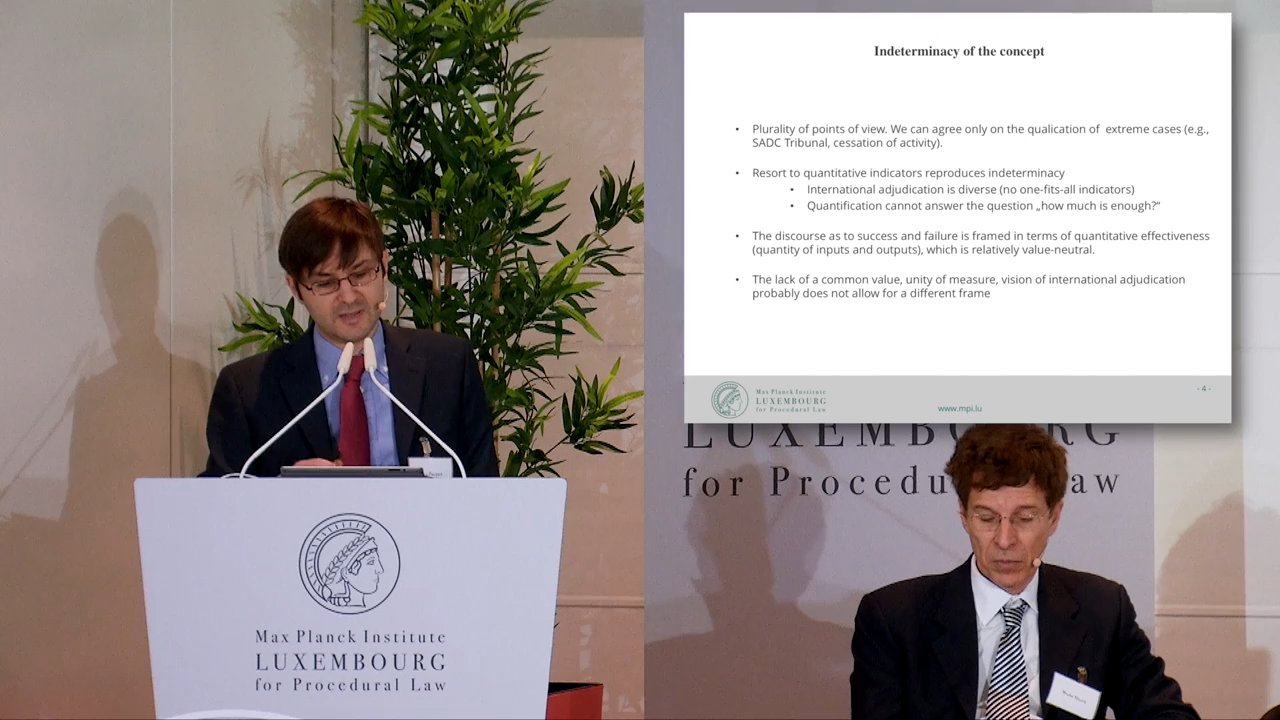 Indeterminacy of the concept
• Plurality of points of view. We can agree only on the qualication of extreme cases (e.g.,
SADC Tribunal, cessation of activity).
• Resort to quantitative indicators reproduces indeterminacy
• International adjudication is diverse (no one-fits-all indicators)
• Quantification cannot answer the question „how much is enough?“
• The discourse as to success and failure is framed in terms of quantitative effectiveness
(quantity of inputs and outputs), which is relatively value-neutral.
• The lack of a common value, unity of measure, vision of international adjudication
probably does not allow for a different frame
Max Planck Institute
LUXEMBOURG
for Procedural Law
www.mpi.lu
- 4 -
LUXEMB RG
for Procedu aw
Max Planck Institute
LUXEMBOURG
for Procedural Law